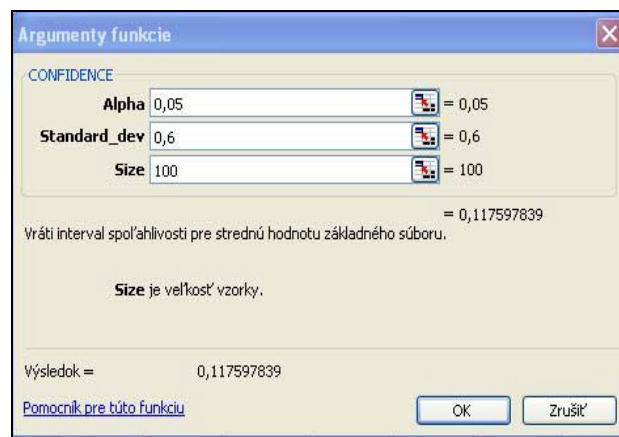 Argumenty funkcie
CONFIDENCE
Alpha 0,05 = 0,05
Standard_dev 0,6 = 0,6
Size 100 = 100
= 0,117597839
Vráti interval spoľahlivosti pre strednú hodnotu základného súboru.
Size je veľkosť vzorky.
Výsledok = 0,117597839
Pomocník pre túto funkciu OK Zrušiť